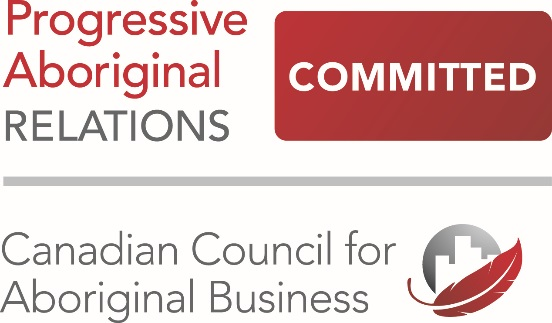 Progressive
Aboriginal
RELATIONS
COMMITTED
Canadian Council for
Aboriginal Business